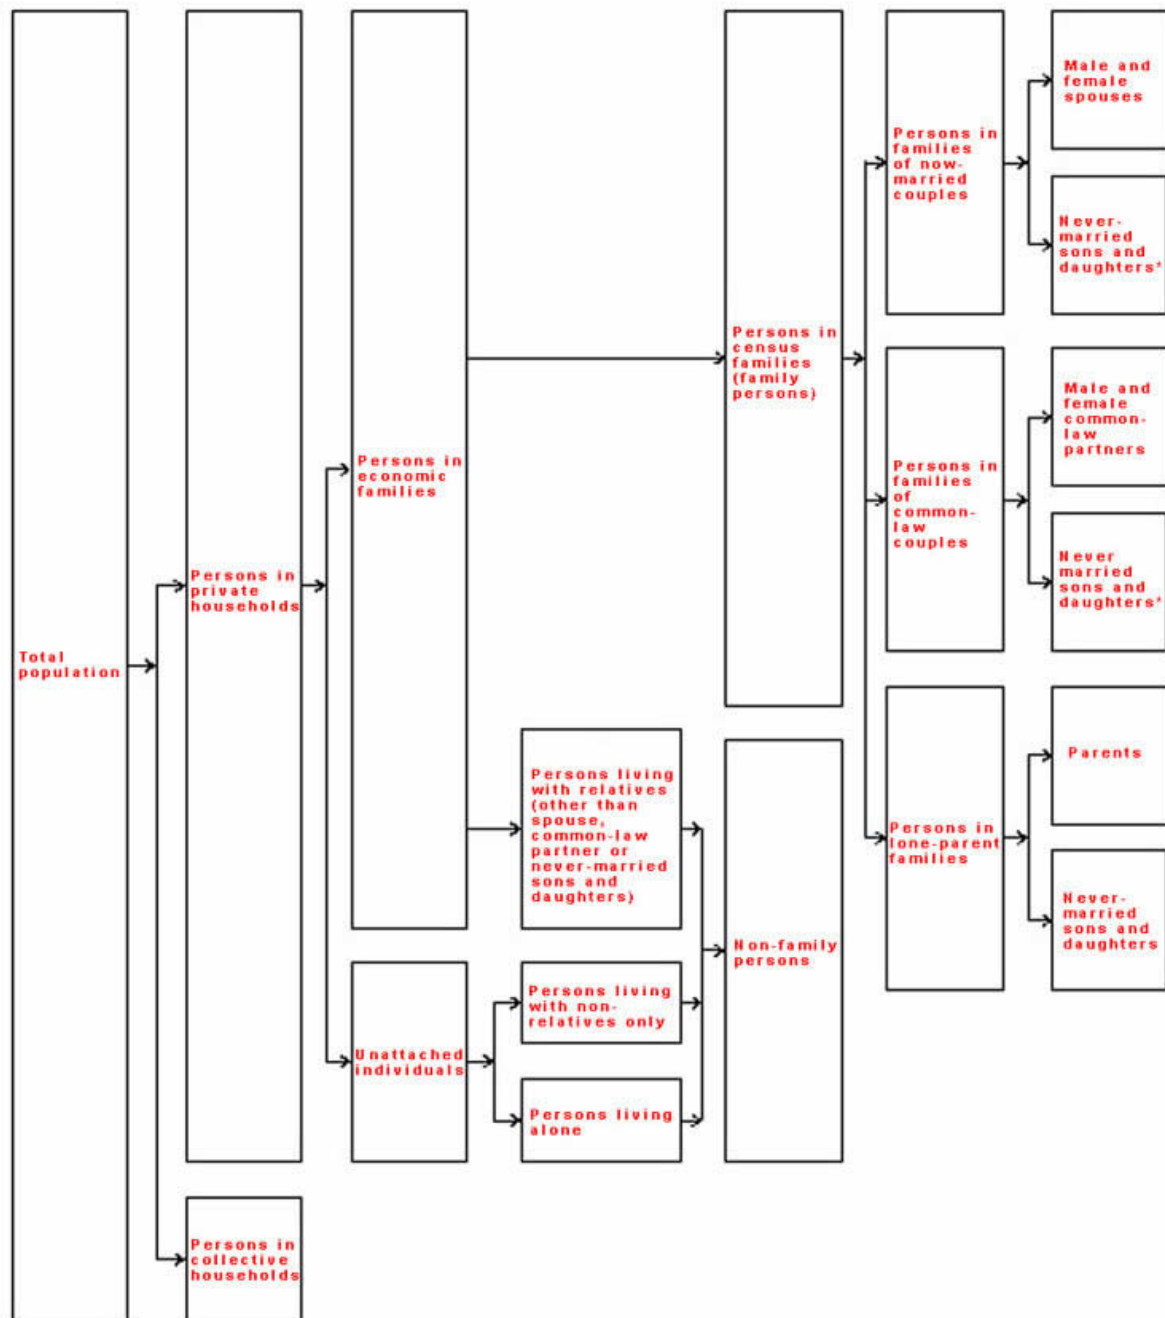 Total
population
Persons in
private
households
Persons in
collective
households
Persons in
economic
families
Unattached
individuals
Persons living
with relatives
(other than
spouse,
common-law
partner or
never-married
sons and
daughters)
Persons living
with non-
relatives only
Persons living
alone
Persons in
census
families
(family
persons)
Non-family
persons
Persons in
families
of now-
married
couples
Persons in
families
of
common-
law
couples
Persons in
lone-parent
families
Male and
female
spouses
Never-
married
sons and
daughters*
Male and
female
common-
law
partners
Never
married
sons and
daughters*
Parents
Never-
married
sons and
daughters